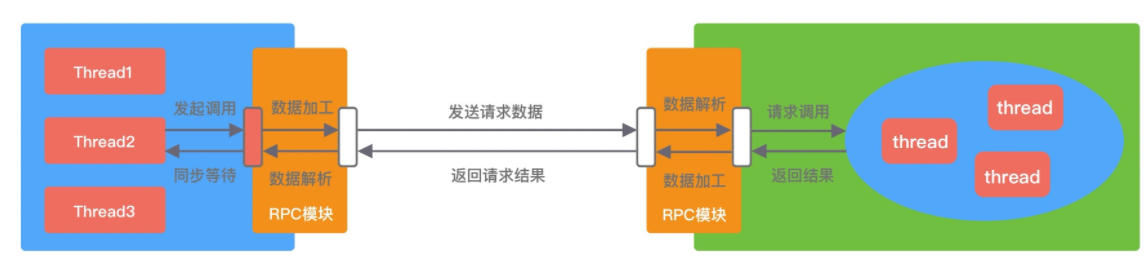 Thread1
Thread2
Thread3
发起调用
同步等待
数据加工
数据解析
RPC模块
发送请求数据
返回请求结果
数据解析
数据加工
RPC模块
请求调用
返回结果
thread
thread
thread